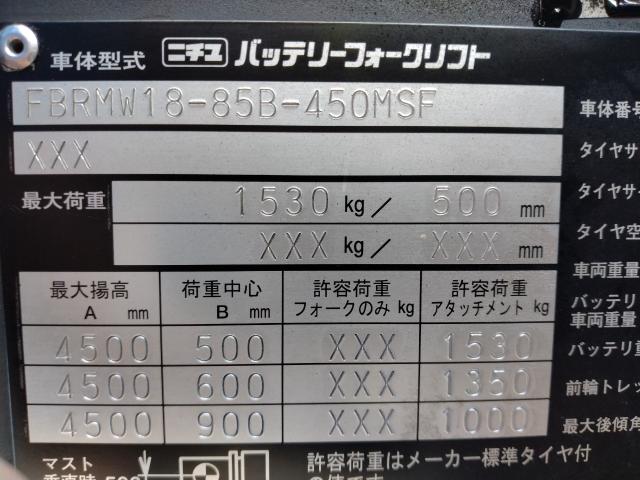 車体型式 ニチユ バッテリーフォークリフト
FBRMW18-85B-450MSF
XXX
最大荷重 1530 kg / 500 mm
XXX kg / XXX mm
最大揚高 A mm 荷重中心 B mm 許容荷重 フォークのみ kg 許容荷重 アタッチメント kg
4500 500 XXX 1530
4500 600 XXX 1350
4500 900 XXX 1000
マスト
許容荷重はメーカー標準タイヤ付
車体番号
タイヤサ
タイヤサ
タイヤ空
車両重量
バッテリ
車両重量
バッテリ
前輪トレッ
最大後傾角